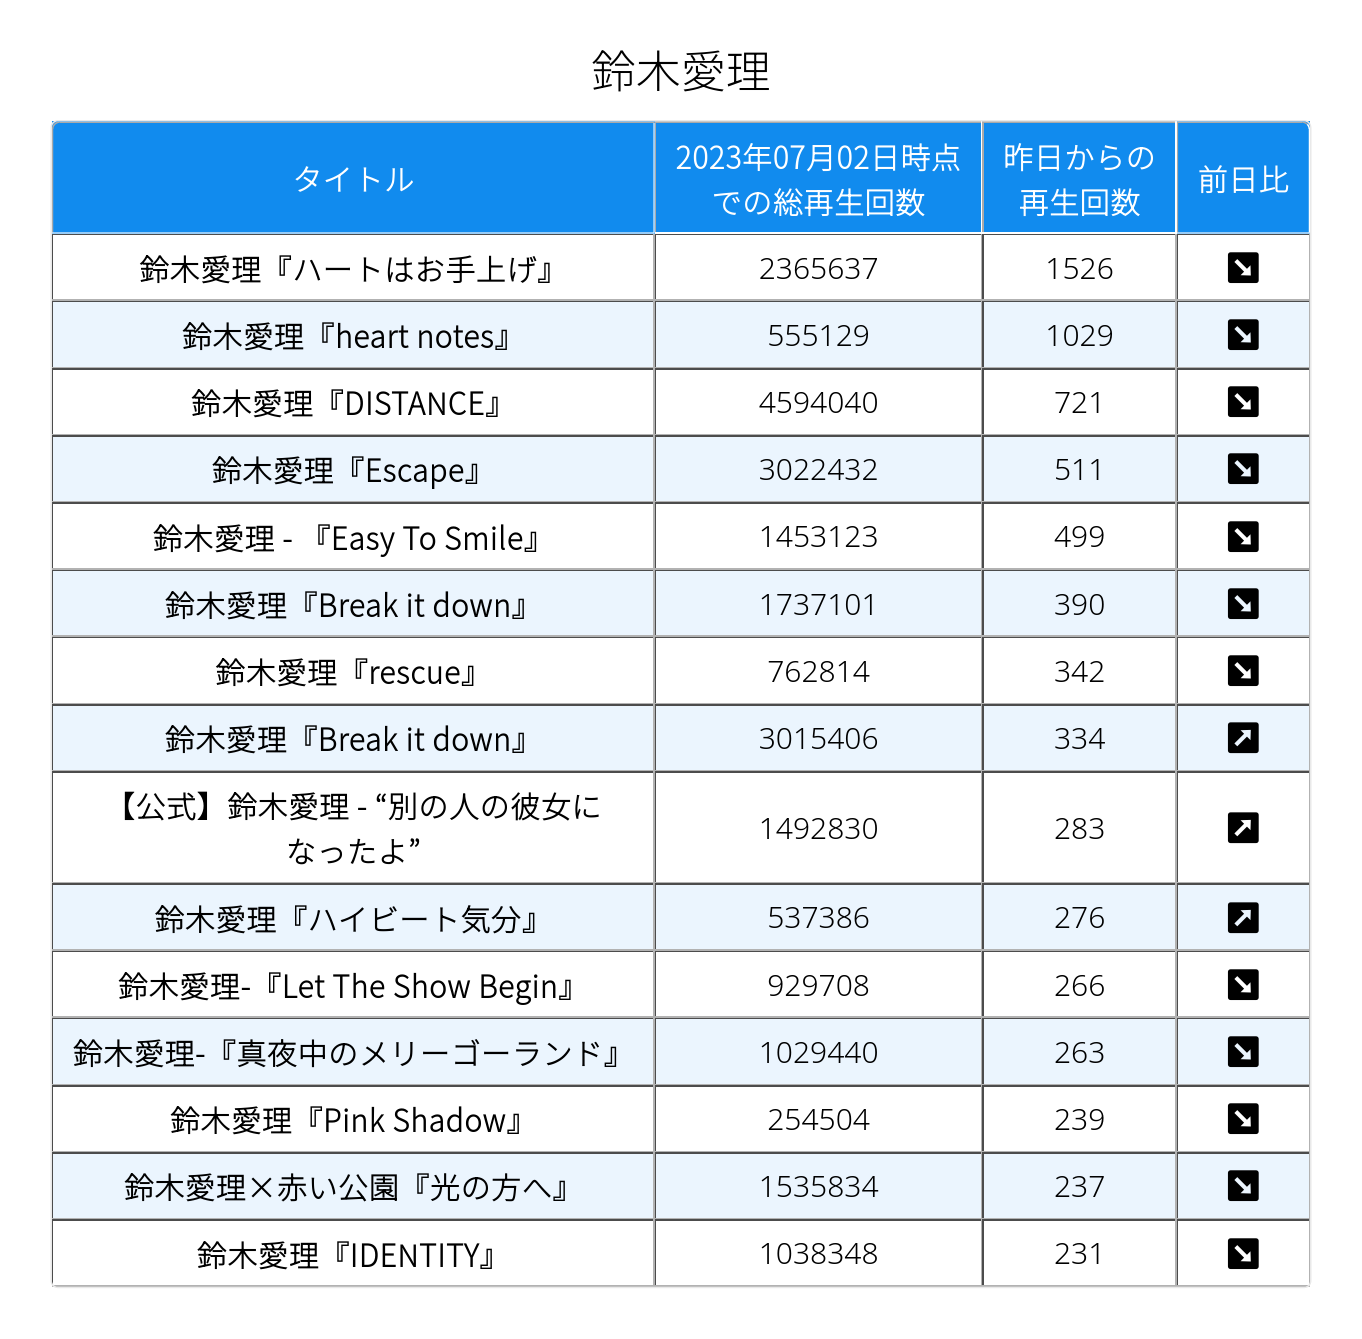 鈴木愛理
タイトル 2023年07月02日時点 昨日からの 前日比
での総再生回数 再生回数
鈴木愛理『ハートはお手上げ』 2365637 1526 ↘
鈴木愛理『heart notes』 555129 1029 ↘
鈴木愛理『DISTANCE』 4594040 721 ↘
鈴木愛理『Escape』 3022432 511 ↘
鈴木愛理 - 『Easy To Smile』 1453123 499 ↘
鈴木愛理『Break it down』 1737101 390 ↘
鈴木愛理『rescue』 762814 342 ↘
鈴木愛理『Break it down』 3015406 334 ↗
【公式】鈴木愛理 - “別の人の彼女に
なったよ” 1492830 283 ↗
鈴木愛理『ハイビート気分』 537386 276 ↗
鈴木愛理-『Let The Show Begin』 929708 266 ↘
鈴木愛理-『真夜中のメリーゴーランド』 1029440 263 ↘
鈴木愛理『Pink Shadow』 254504 239 ↘
鈴木愛理×赤い公園『光の方へ』 1535834 237 ↘
鈴木愛理『IDENTITY』 1038348 231 ↘